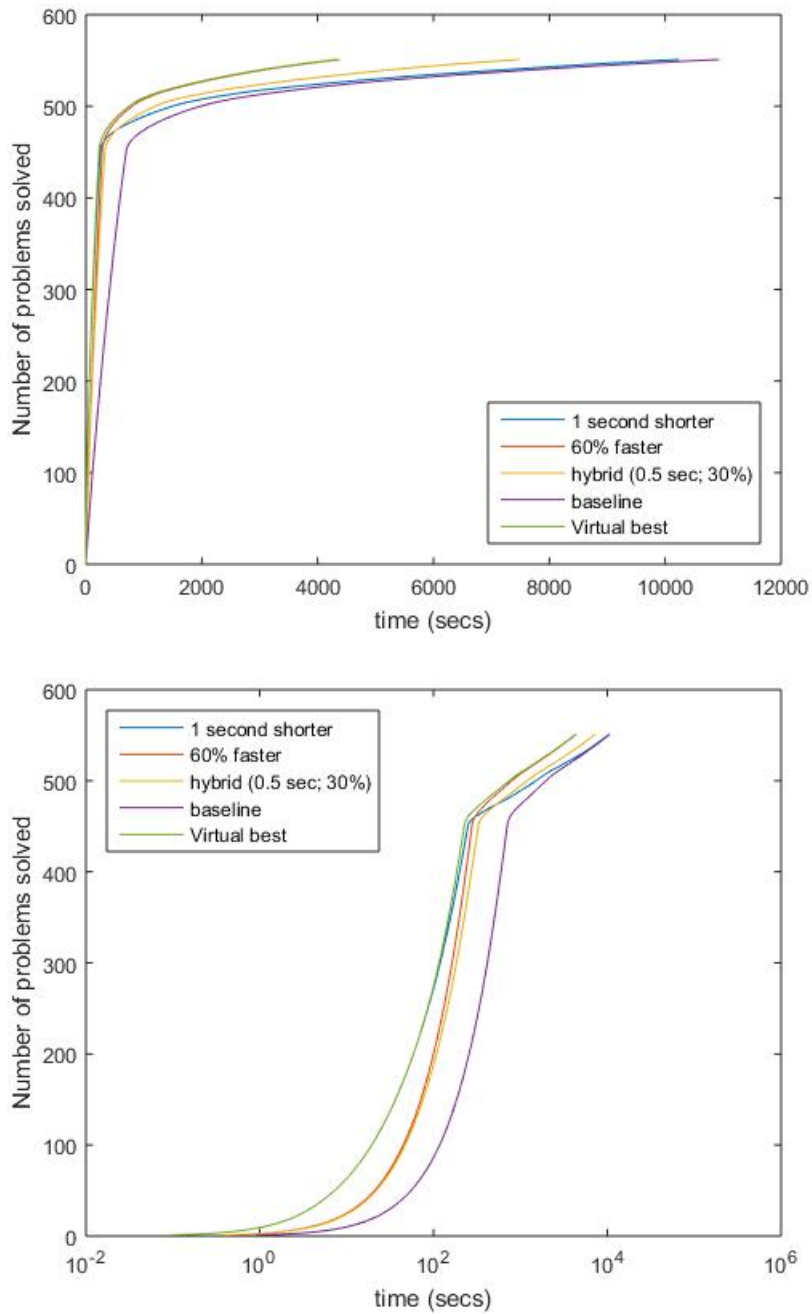 600
500
400
300
200
100
0
Number of problems solved
1 second shorter
60% faster
hybrid (0.5 sec; 30%)
baseline
Virtual best
0 2000 4000 6000 8000 10000 12000
time (secs)
600
500
400
300
200
100
0
Number of problems solved
1 second shorter
60% faster
hybrid (0.5 sec; 30%)
baseline
Virtual best
10⁻² 10⁰ 10² 10⁴ 10⁶
time (secs)